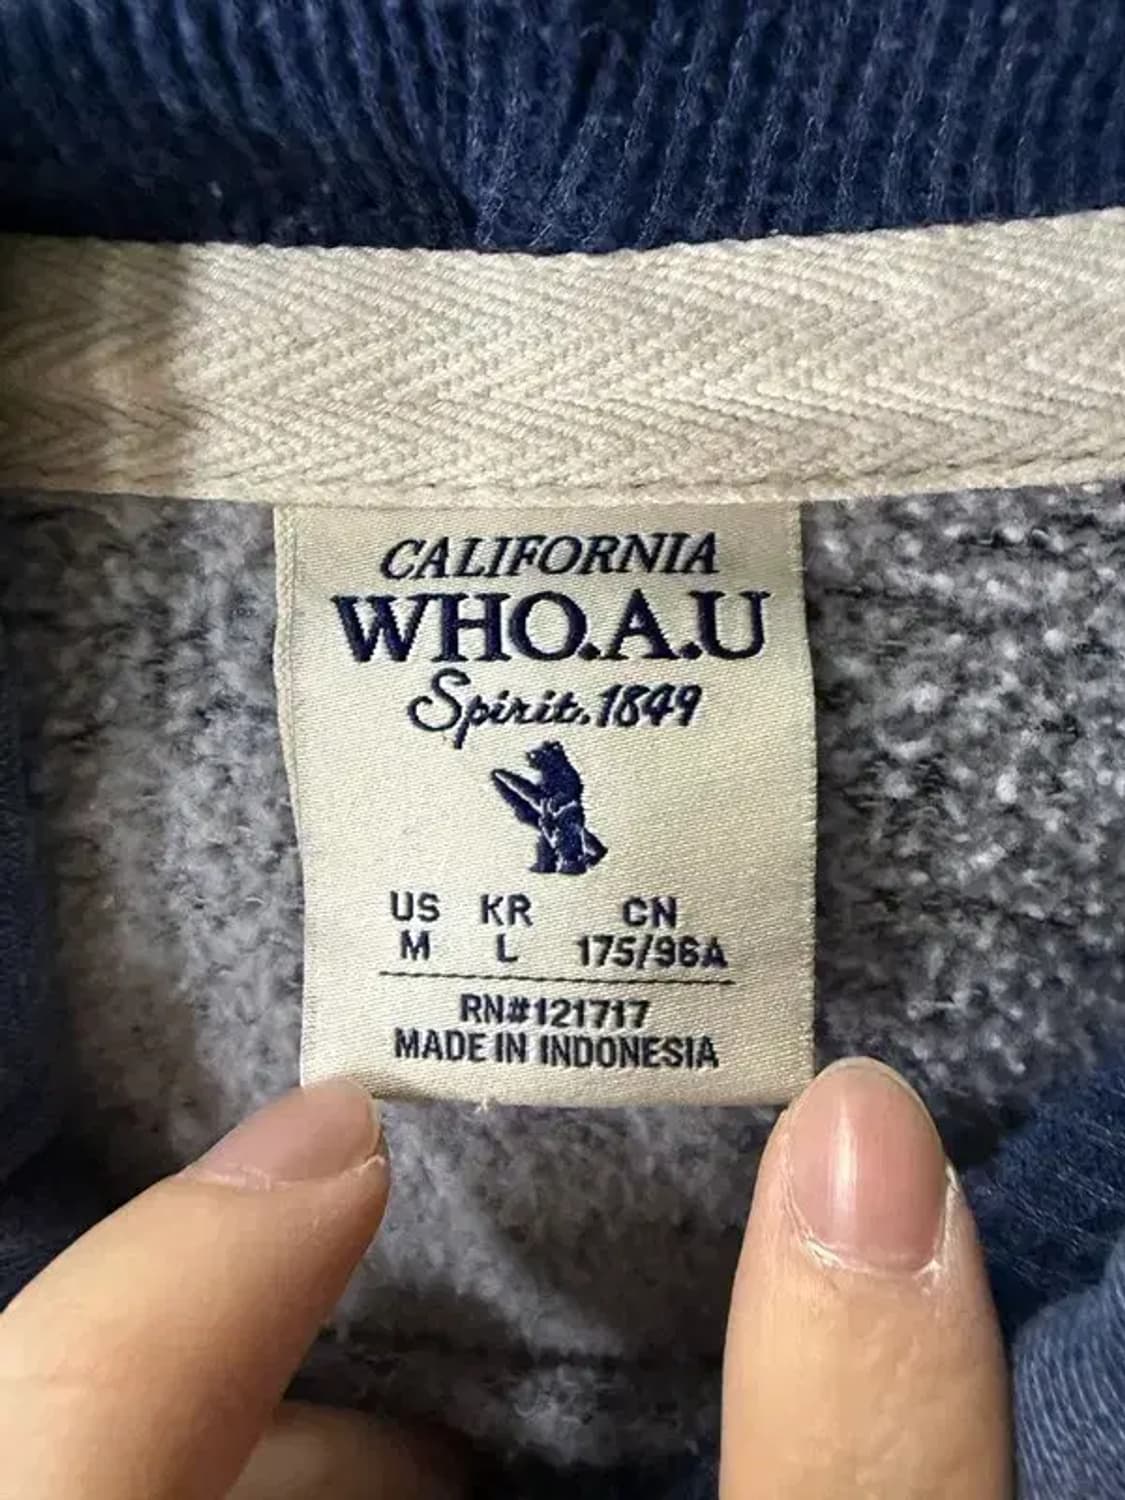 CALIFORNIA
WHO.A.U
Spirit.1849
US KR CN
M L 175/96A
RN#121717
MADE IN INDONESIA